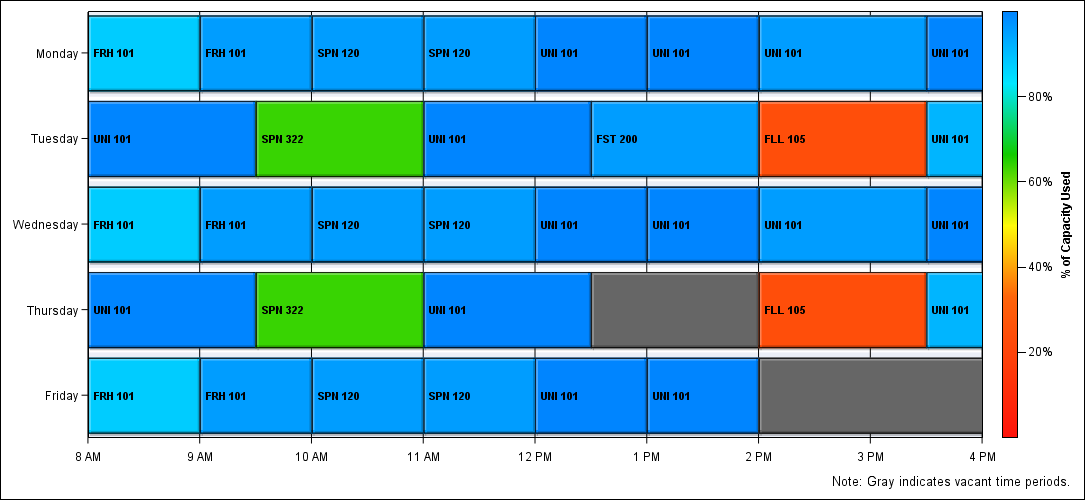 Monday FRH 101 FRH 101 SPN 120 SPN 120 UNI 101 UNI 101 UNI 101 UNI 101
80%
Tuesday UNI 101 SPN 322 UNI 101 FST 200 FLL 105 UNI 101
60%
Wednesday FRH 101 FRH 101 SPN 120 SPN 120 UNI 101 UNI 101 UNI 101 UNI 101
% of Capacity Used
40%
Thursday UNI 101 SPN 322 UNI 101 FLL 105 UNI 101
20%
Friday FRH 101 FRH 101 SPN 120 SPN 120 UNI 101 UNI 101
8 AM 9 AM 10 AM 11 AM 12 PM 1 PM 2 PM 3 PM 4 PM
Note: Gray indicates vacant time periods.